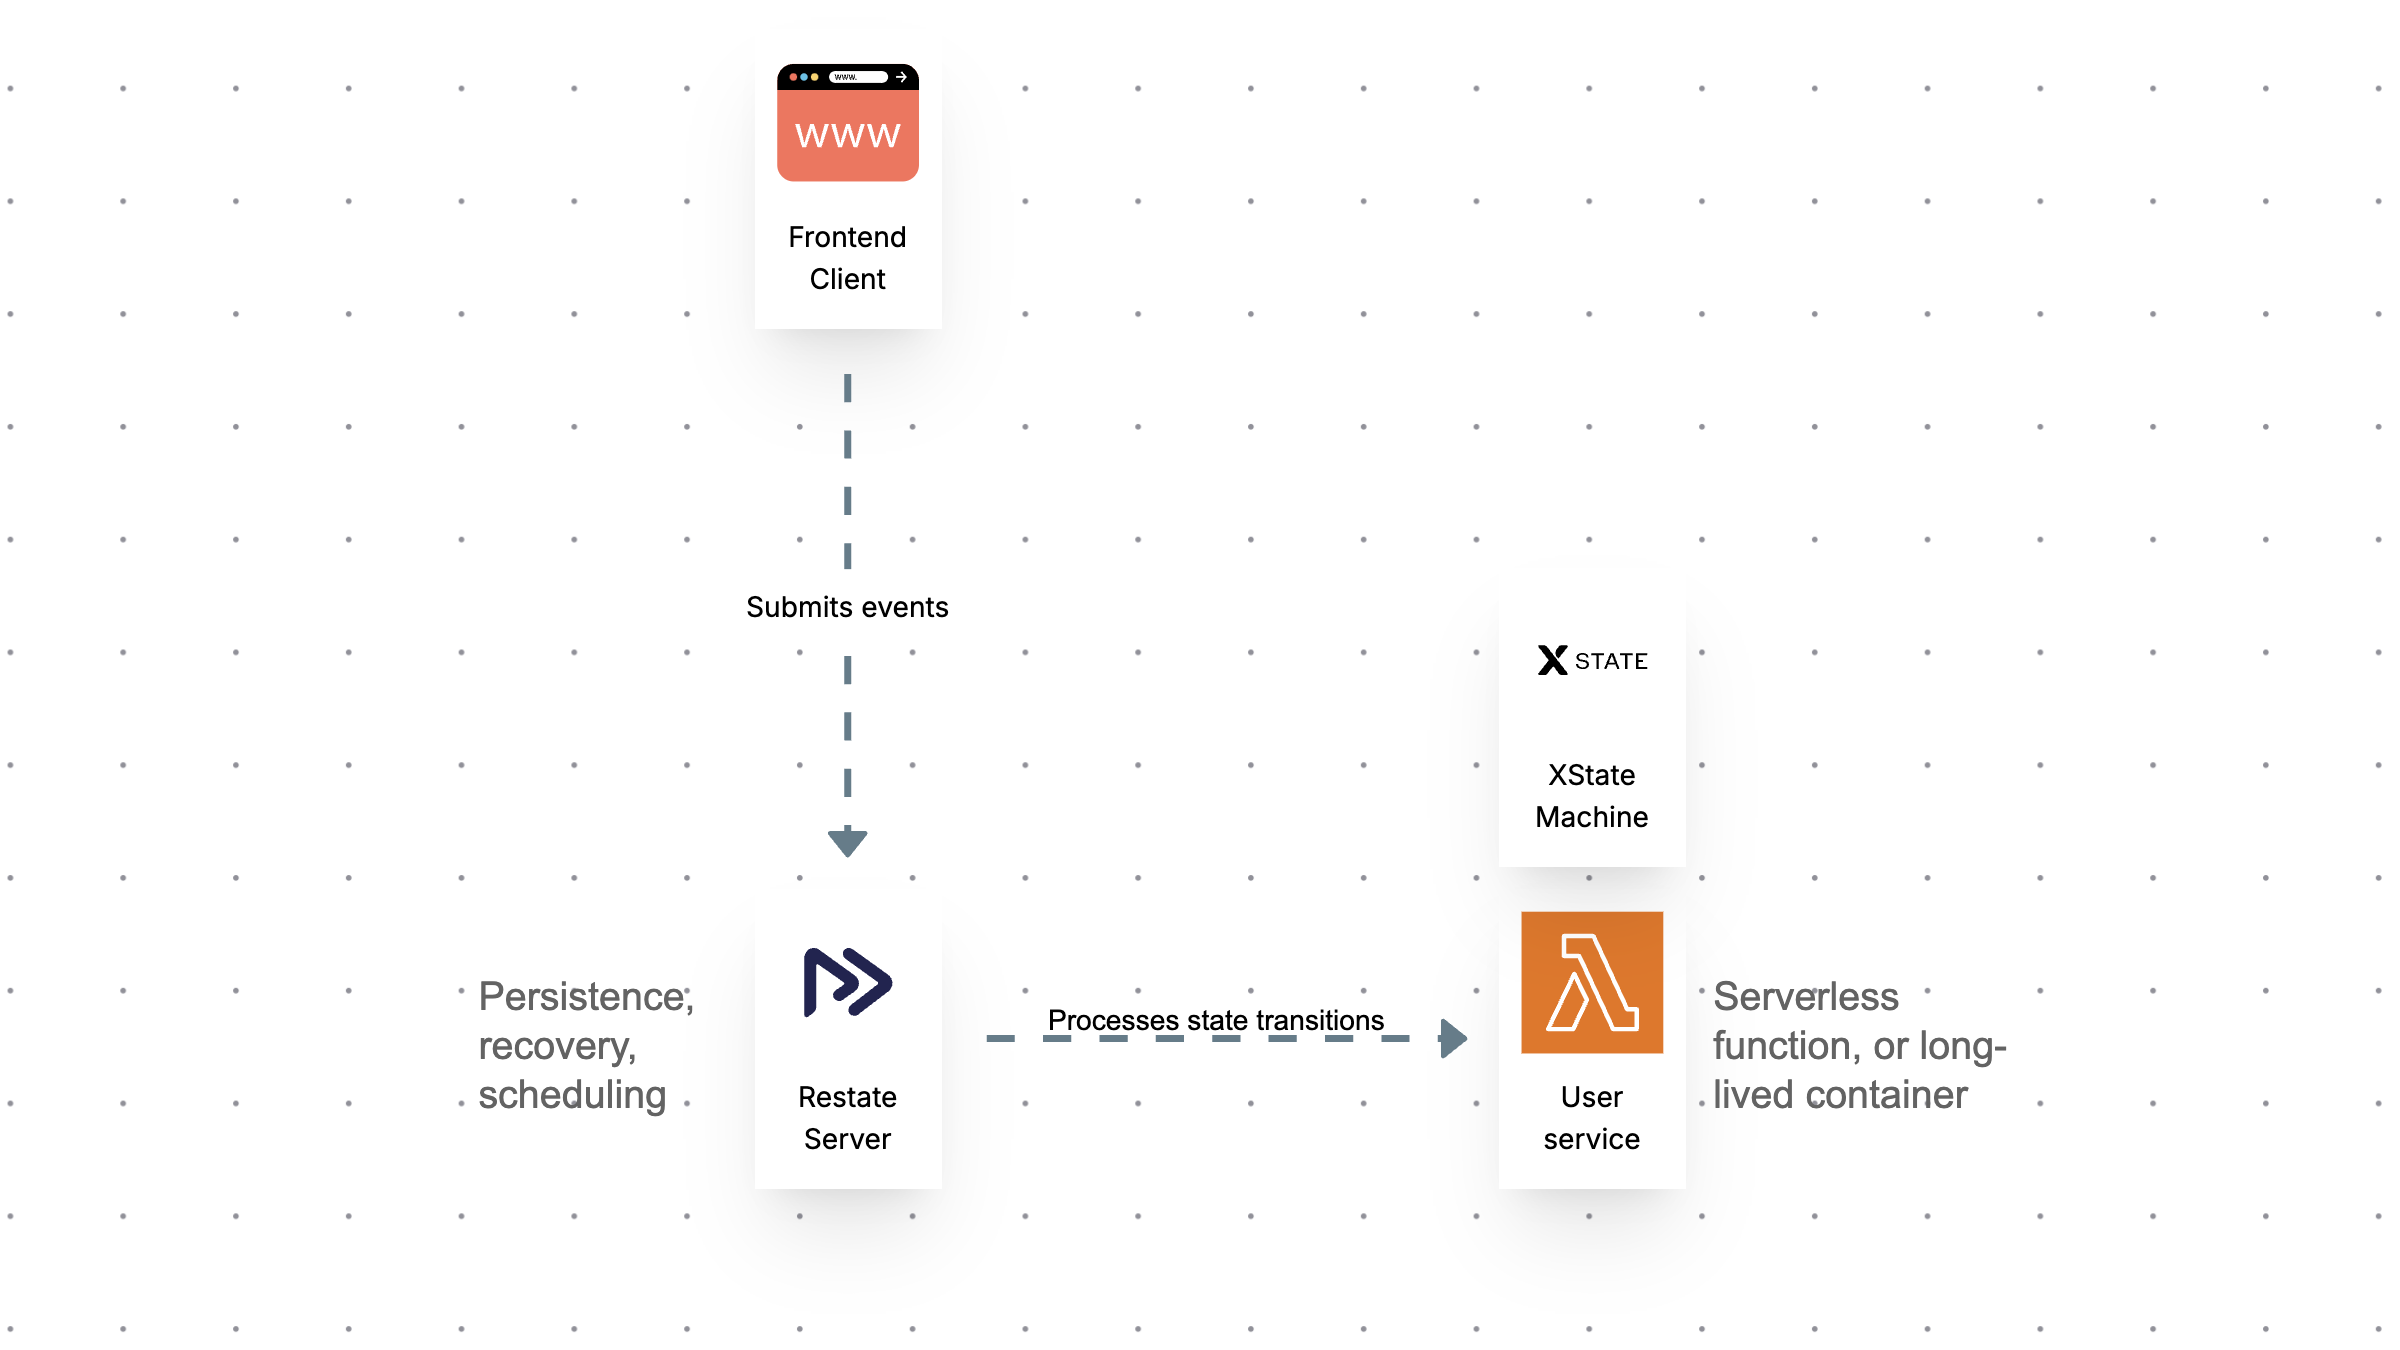 www.
WWW
Frontend
Client
Submits events
X STATE
XState
Machine
Persistence,
recovery,
scheduling
Restate
Server
Processes state transitions
User
service
Serverless
function, or long-
lived container